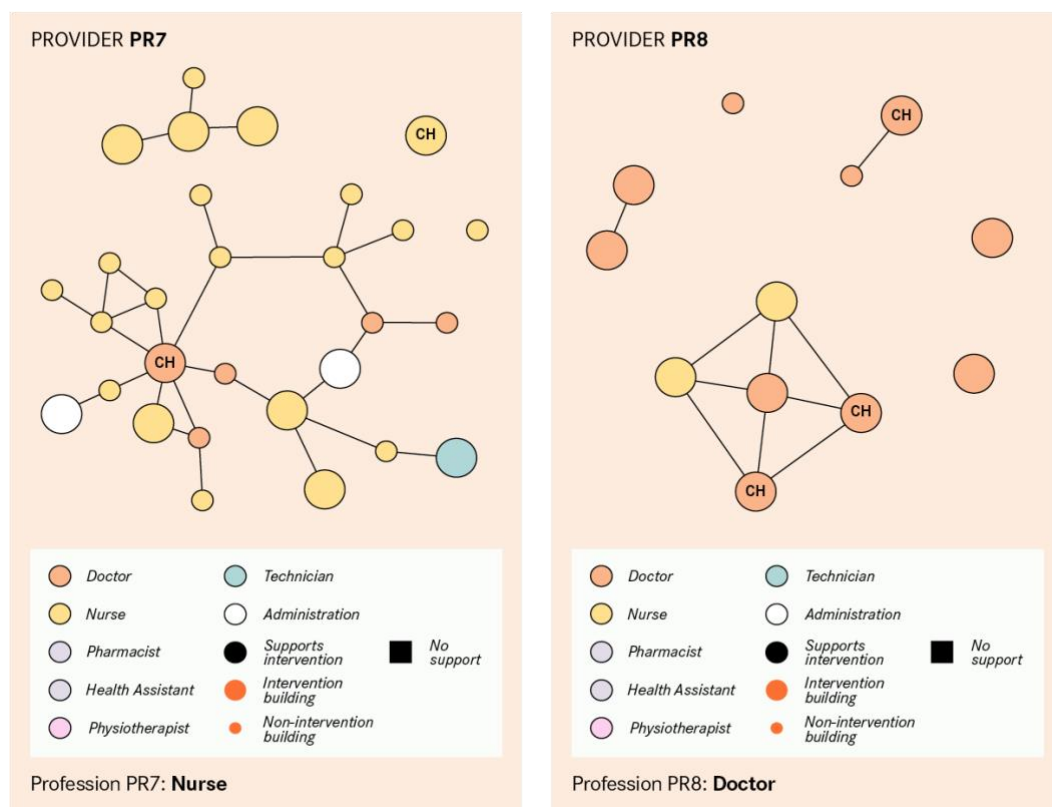 PROVIDER PR7
CH
CH
Doctor
Nurse
Pharmacist
Health Assistant
Physiotherapist
Technician
Administration
Supports
intervention
Intervention
building
Non-intervention
building
No
support
Profession PR7: Nurse
PROVIDER PR8
CH
CH
CH
Doctor
Nurse
Pharmacist
Health Assistant
Physiotherapist
Technician
Administration
Supports
intervention
Intervention
building
Non-intervention
building
No
support
Profession PR8: Doctor